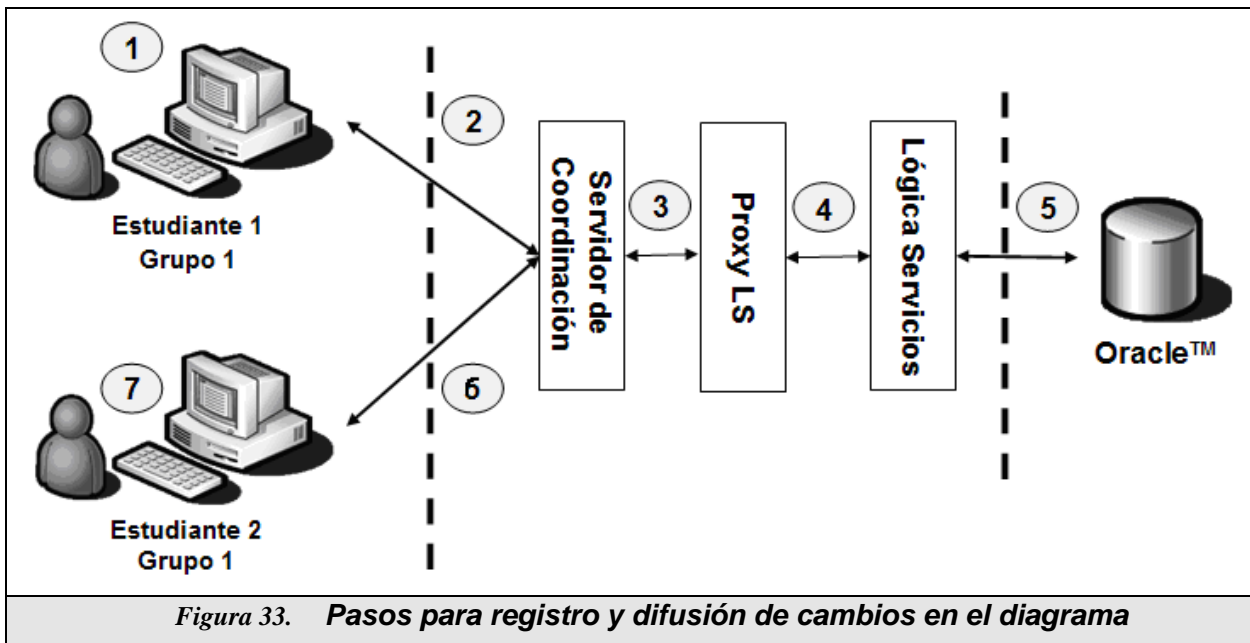 1
2
Estudiante 1
Grupo 1
Servidor de
Coordinación
3
Proxy LS
4
Lógica Servicios
5
Oracle™
6
7
Estudiante 2
Grupo 1
Figura 33. Pasos para registro y difusión de cambios en el diagrama